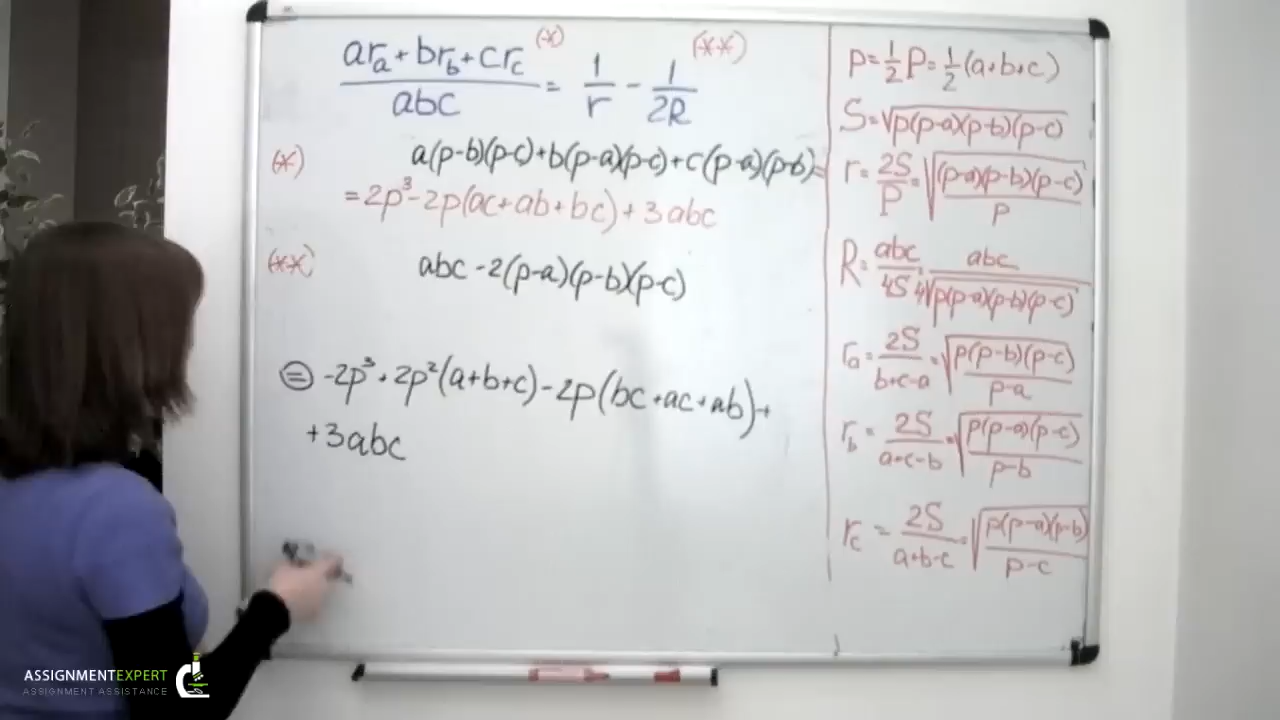 (*) (**)
ar_a + br_b + cr_c / abc = 1/r - 1/2R
(*) a(p-b)(p-c)+b(p-a)(p-c)+c(p-a)(p-b)=
=2p³-2p(ac+ab+bc)+3abc
(**) abc-2(p-a)(p-b)(p-c)
⊜ -2p³+2p²(a+b+c)-2p(bc+ac+ab)+
+3abc
p=½P=½(a+b+c)
S=√p(p-a)(p-b)(p-c)
r=2S/P=√(p-a)(p-b)(p-c)/p
R=abc/4S=abc/4√p(p-a)(p-b)(p-c)
r_a=2S/b+c-a=√p(p-b)(p-c)/p-a
r_b=2S/a+c-b=√p(p-a)(p-c)/p-b
r_c=2S/a+b-c=√p(p-a)(p-b)/p-c
ASSIGNMENTEXPERT
ASSIGNMENT ASSISTANCE